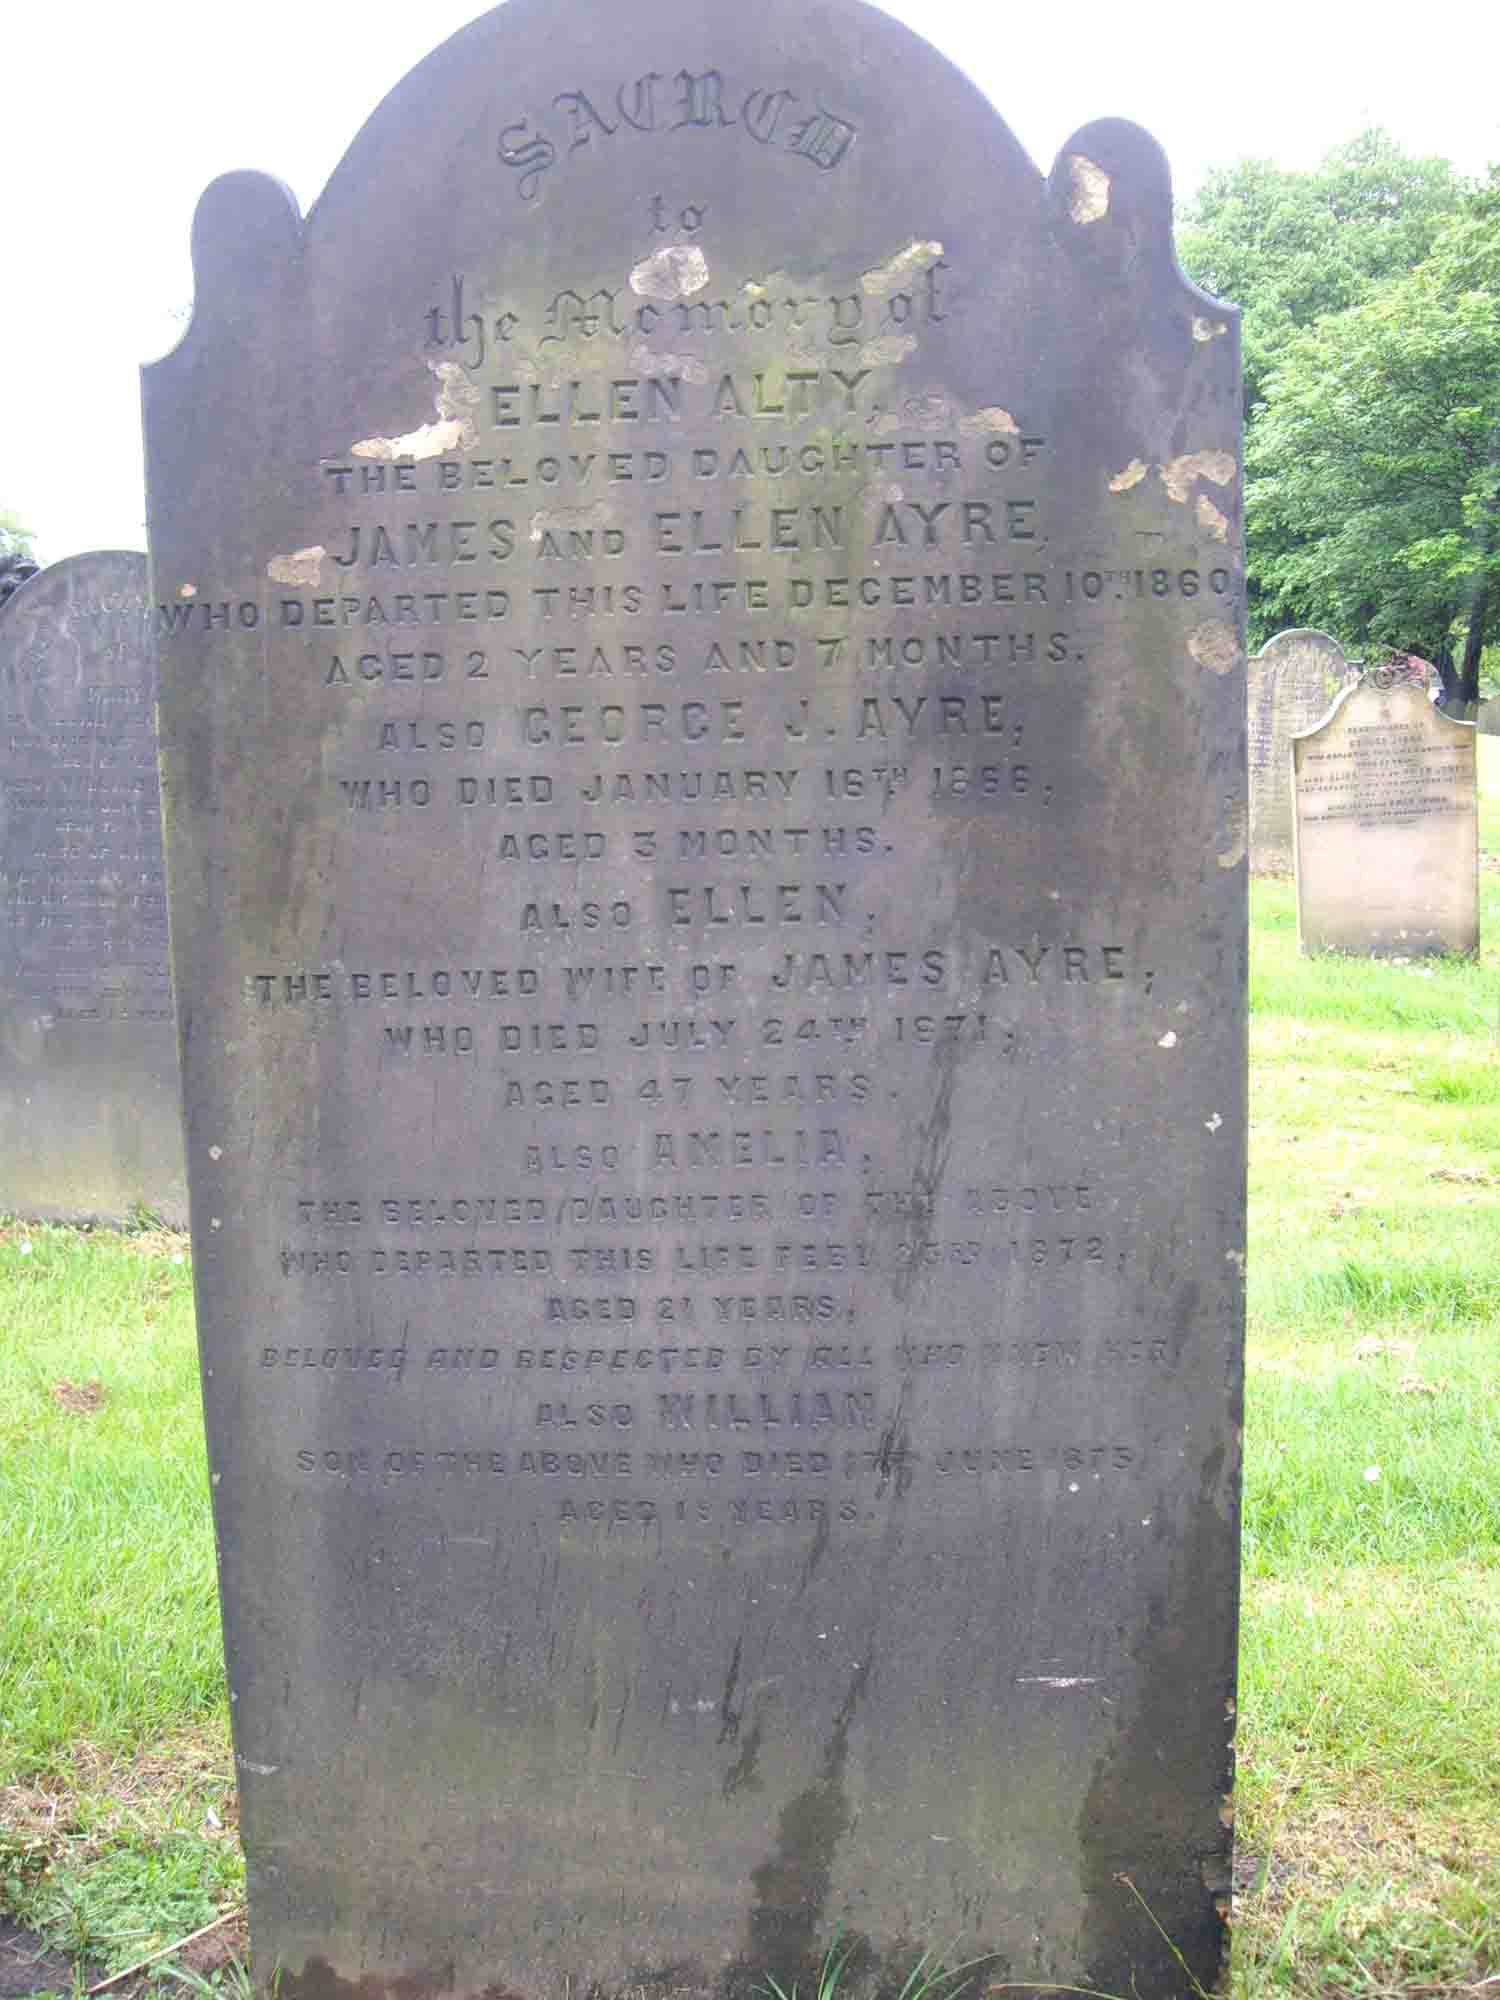 SACRED
to
the Memory of
ELLEN ALTY,
THE BELOVED DAUGHTER OF
JAMES AND ELLEN AYRE,
WHO DEPARTED THIS LIFE DECEMBER 10TH 1860,
AGED 2 YEARS AND 7 MONTHS.
ALSO GEORGE J. AYRE,
WHO DIED JANUARY 16TH 1866,
AGED 3 MONTHS.
ALSO ELLEN,
THE BELOVED WIFE OF JAMES AYRE,
WHO DIED JULY 24TH 1871,
AGED 47 YEARS.
ALSO AMELIA,
THE BELOVED DAUGHTER OF THE ABOVE,
WHO DEPARTED THIS LIFE 23RD 1872,
AGED 21 YEARS.
BELOVED AND RESPECTED BY ALL WHO KNEW HER
ALSO WILLIAM
SON OF THE ABOVE WHO DIED JUNE 1875
AGED YEARS.